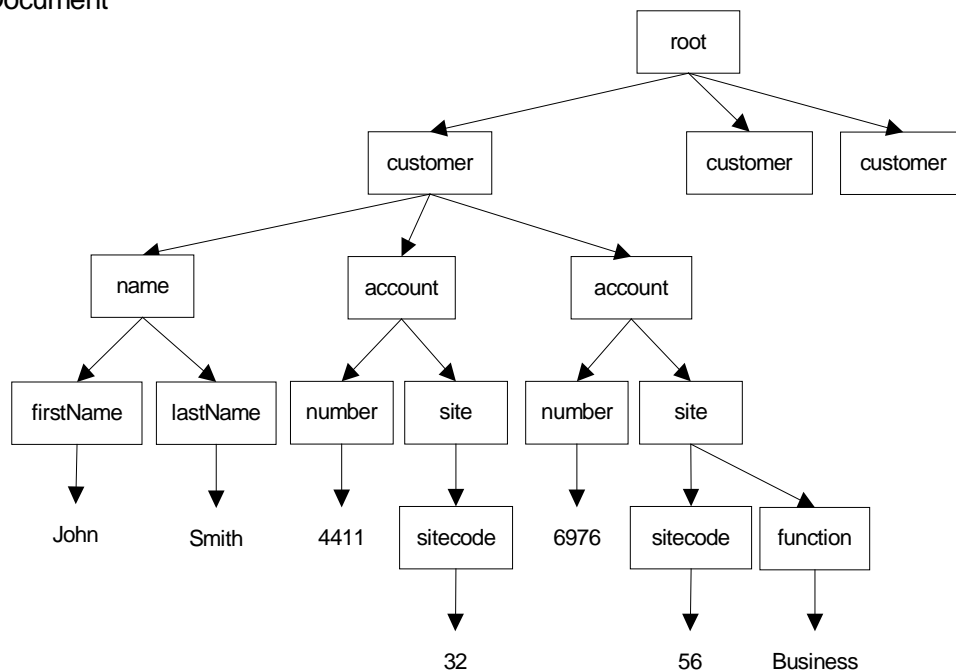 Document
root
customer
customer
customer
name
account
account
firstName
lastName
number
site
number
site
John
Smith
4411
sitecode
6976
sitecode
function
32
56
Business